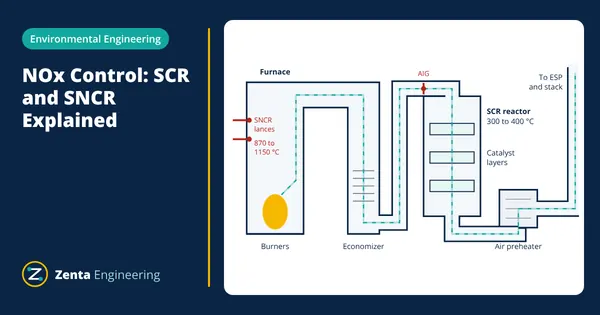 Environmental Engineering
NOx Control: SCR
and SNCR
Explained
Zenta Engineering
Furnace
SNCR
lances
870 to
1150 °C
Burners
Economizer
AIG
SCR reactor
300 to 400 °C
Catalyst
layers
Air preheater
To ESP
and stack